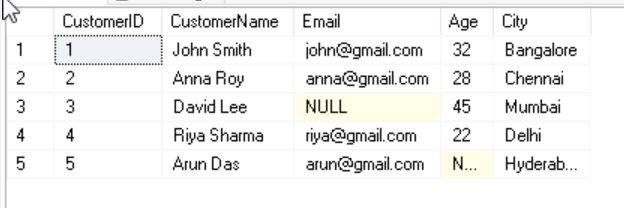 CustomerID CustomerName Email Age City
1 1 John Smith john@gmail.com 32 Bangalore
2 2 Anna Roy anna@gmail.com 28 Chennai
3 3 David Lee NULL 45 Mumbai
4 4 Riya Sharma riya@gmail.com 22 Delhi
5 5 Arun Das arun@gmail.com N... Hyderab...